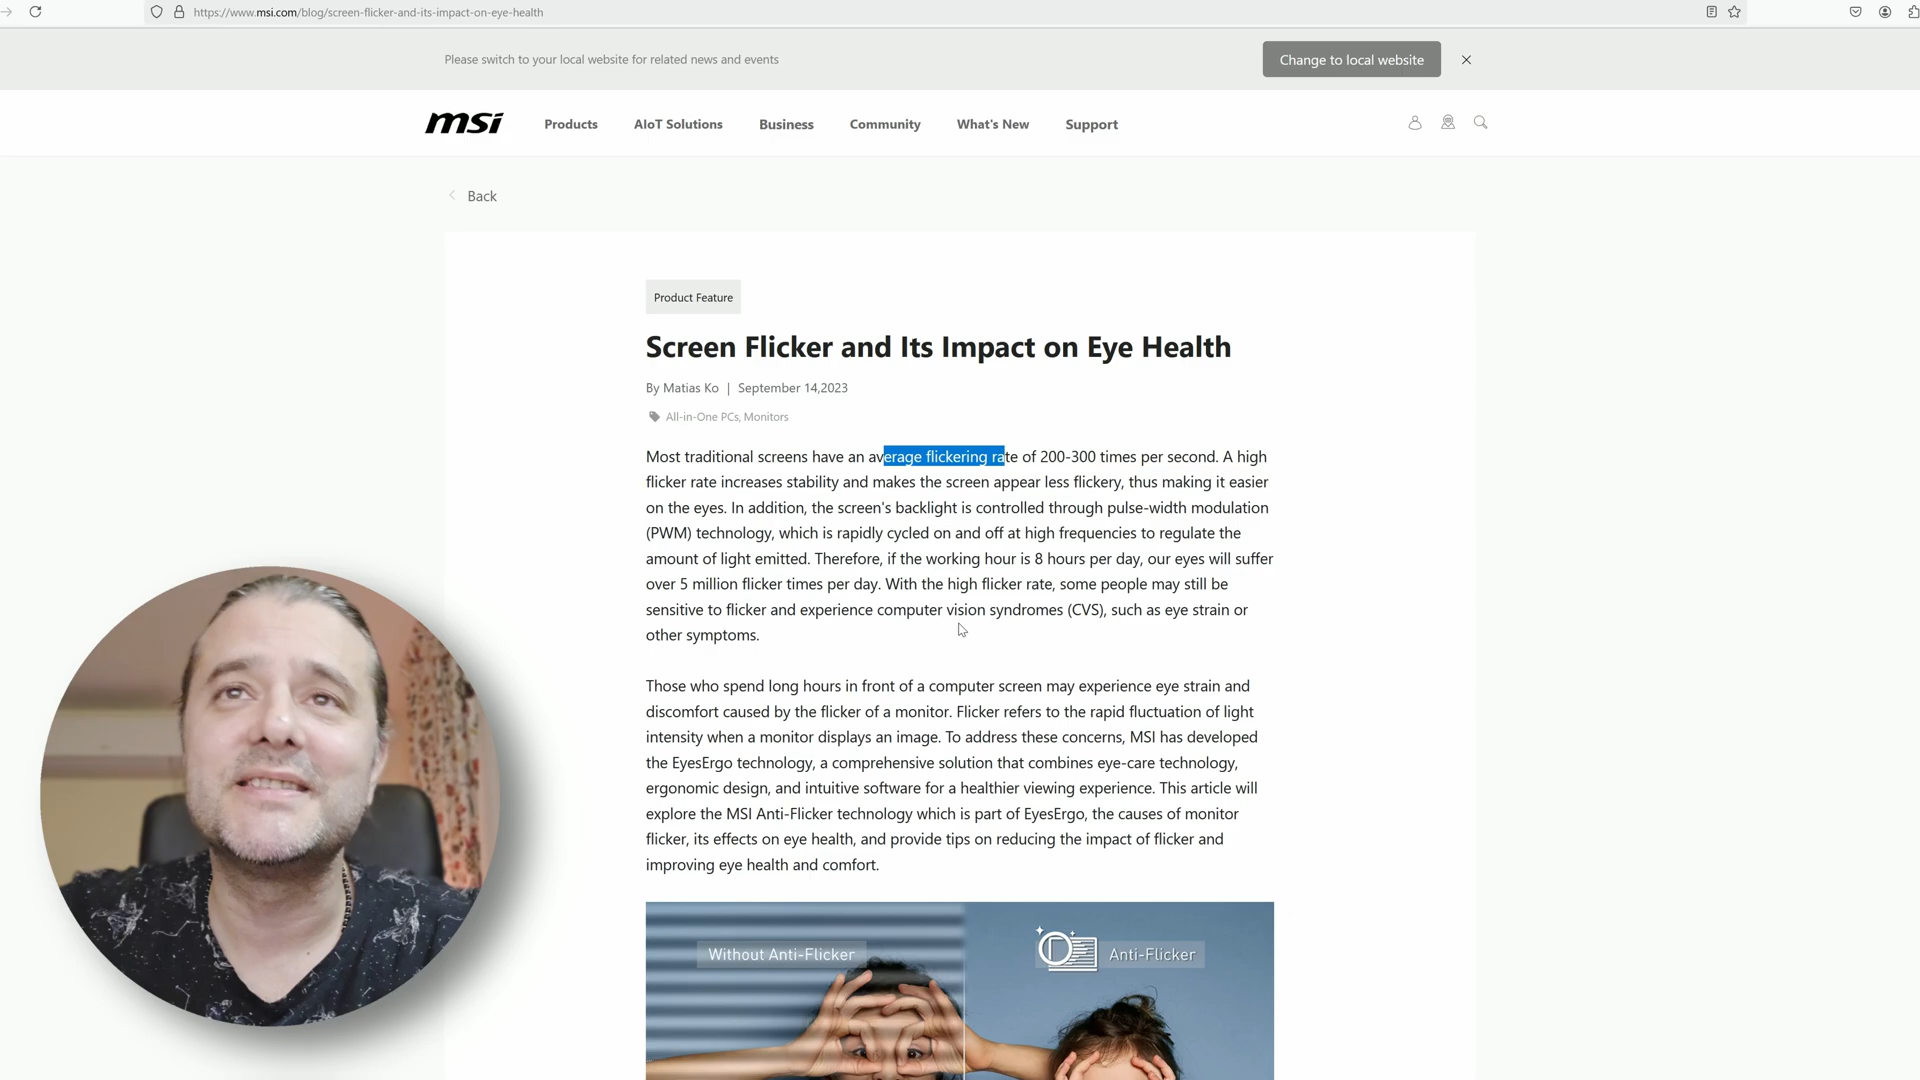 https://www.msi.com/blog/screen-flicker-and-its-impact-on-eye-health
Please switch to your local website for related news and events
Change to local website
msi
Products
AIoT Solutions
Business
Community
What's New
Support
Back
Product Feature
Screen Flicker and Its Impact on Eye Health
By Matias Ko | September 14,2023
All-in-One PCs, Monitors
Most traditional screens have an average flickering rate of 200-300 times per second. A high
flicker rate increases stability and makes the screen appear less flickery, thus making it easier
on the eyes. In addition, the screen's backlight is controlled through pulse-width modulation
(PWM) technology, which is rapidly cycled on and off at high frequencies to regulate the
amount of light emitted. Therefore, if the working hour is 8 hours per day, our eyes will suffer
over 5 million flicker times per day. With the high flicker rate, some people may still be
sensitive to flicker and experience computer vision syndromes (CVS), such as eye strain or
other symptoms.
Those who spend long hours in front of a computer screen may experience eye strain and
discomfort caused by the flicker of a monitor. Flicker refers to the rapid fluctuation of light
intensity when a monitor displays an image. To address these concerns, MSI has developed
the EyesErgo technology, a comprehensive solution that combines eye-care technology,
ergonomic design, and intuitive software for a healthier viewing experience. This article will
explore the MSI Anti-Flicker technology which is part of EyesErgo, the causes of monitor
flicker, its effects on eye health, and provide tips on reducing the impact of flicker and
improving eye health and comfort.
Without Anti-Flicker
Anti-Flicker